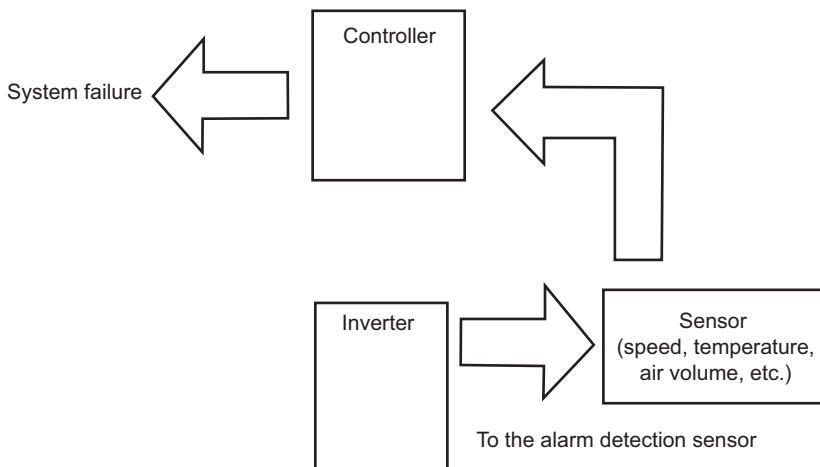 Controller
System failure
Inverter
Sensor
(speed, temperature,
air volume, etc.)
To the alarm detection sensor